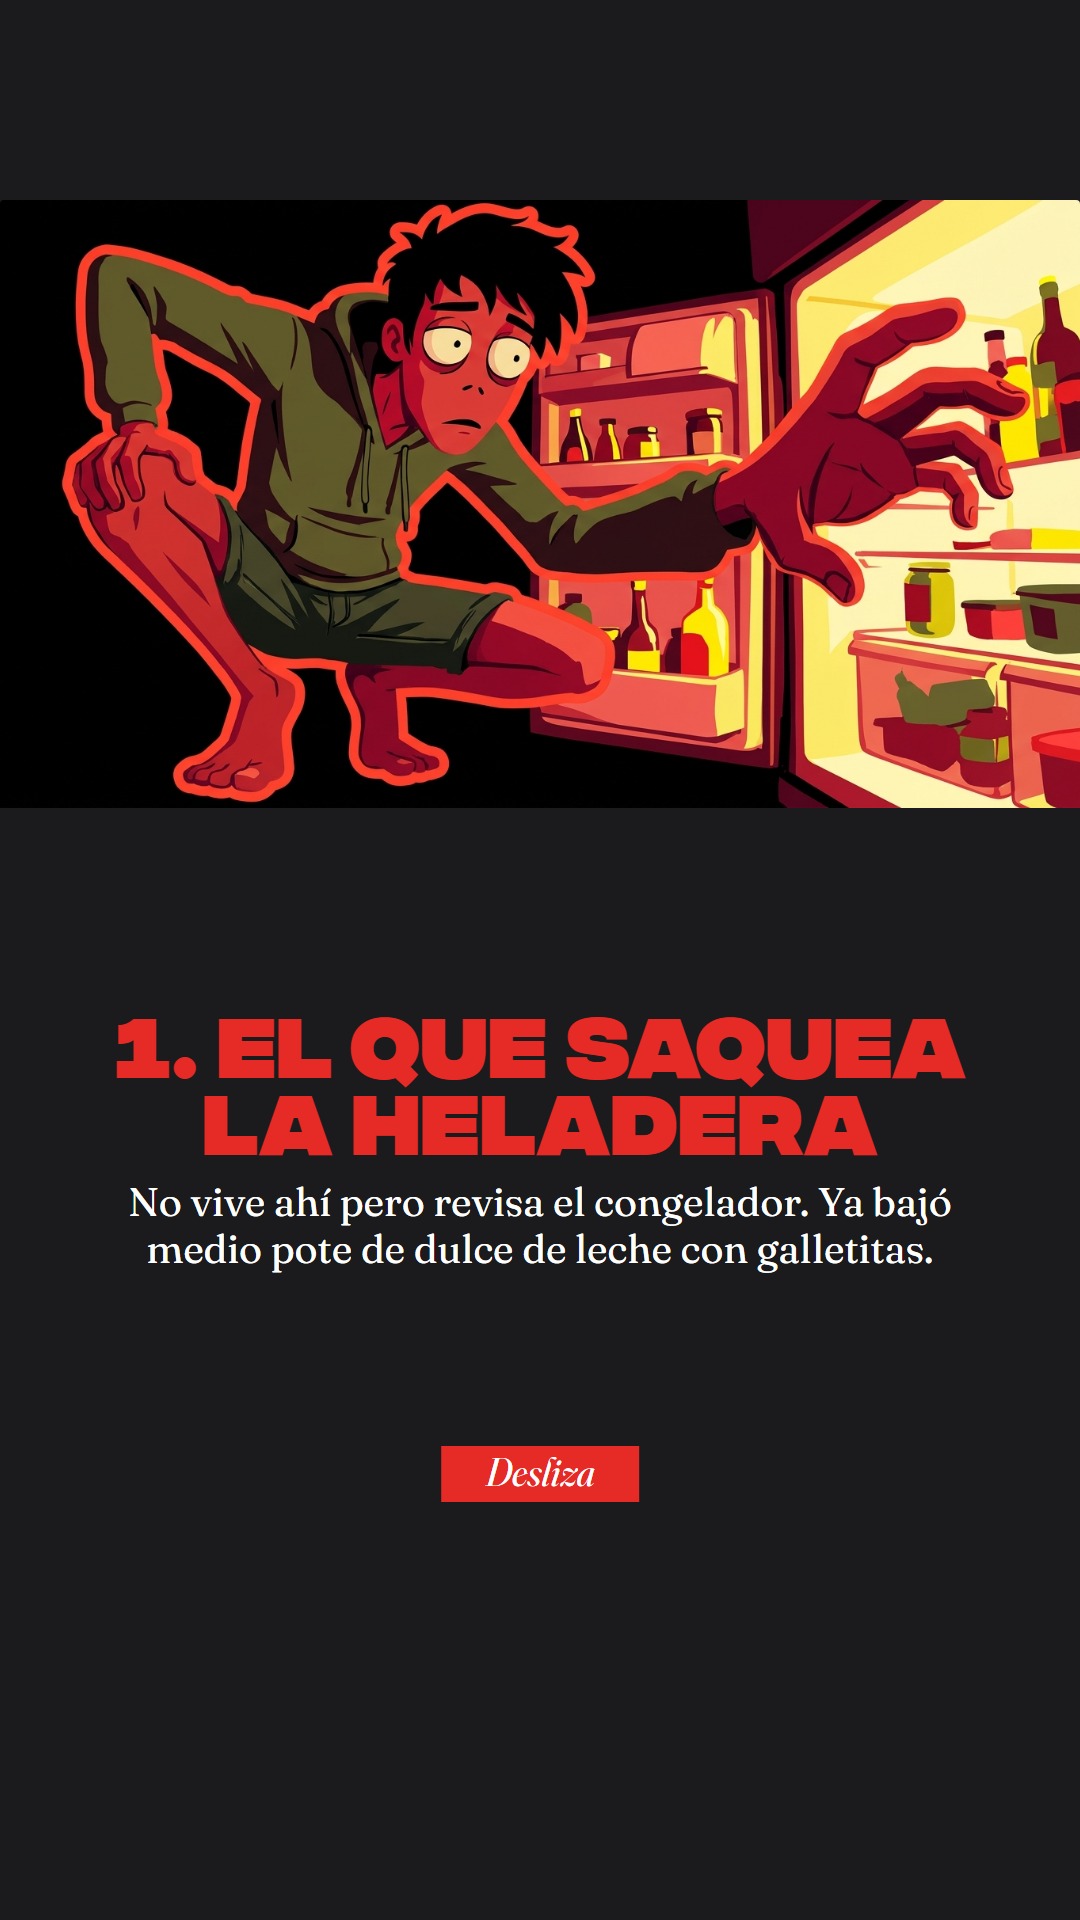 1. EL QUE SAQUEA
LA HELADERA
No vive ahí pero revisa el congelador. Ya bajó
medio pote de dulce de leche con galletitas.
Desliza